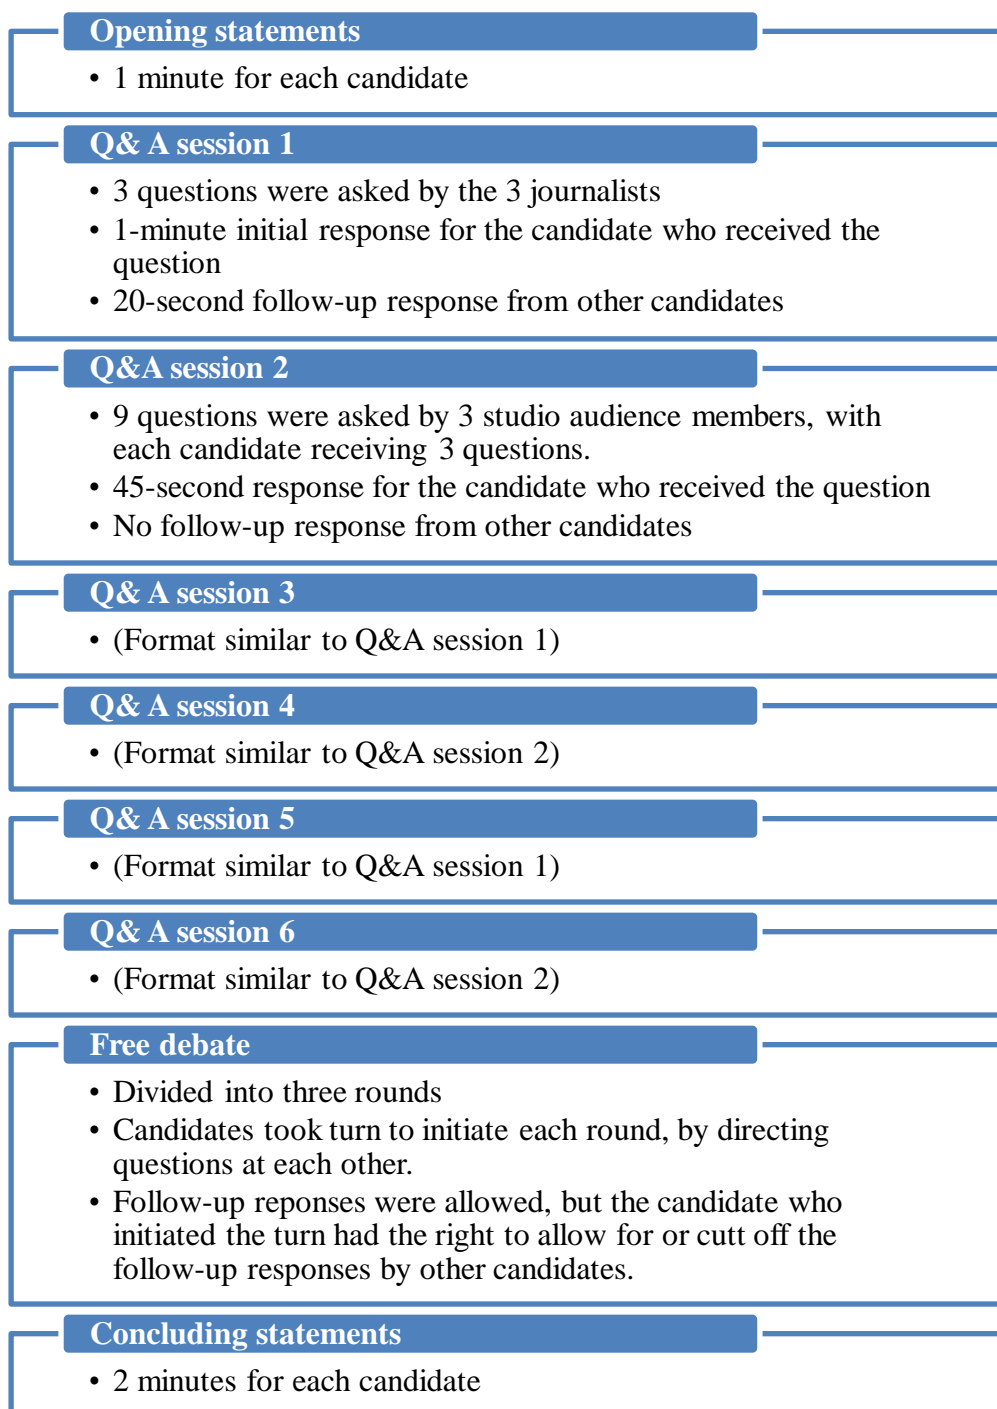 Opening statements
• 1 minute for each candidate
Q& A session 1
• 3 questions were asked by the 3 journalists
• 1-minute initial response for the candidate who received the
question
• 20-second follow-up response from other candidates
Q&A session 2
• 9 questions were asked by 3 studio audience members, with
each candidate receiving 3 questions.
• 45-second response for the candidate who received the question
• No follow-up response from other candidates
Q& A session 3
• (Format similar to Q&A session 1)
Q& A session 4
• (Format similar to Q&A session 2)
Q& A session 5
• (Format similar to Q&A session 1)
Q& A session 6
• (Format similar to Q&A session 2)
Free debate
• Divided into three rounds
• Candidates took turn to initiate each round, by directing
questions at each other.
• Follow-up reponses were allowed, but the candidate who
initiated the turn had the right to allow for or cutt off the
follow-up responses by other candidates.
Concluding statements
• 2 minutes for each candidate